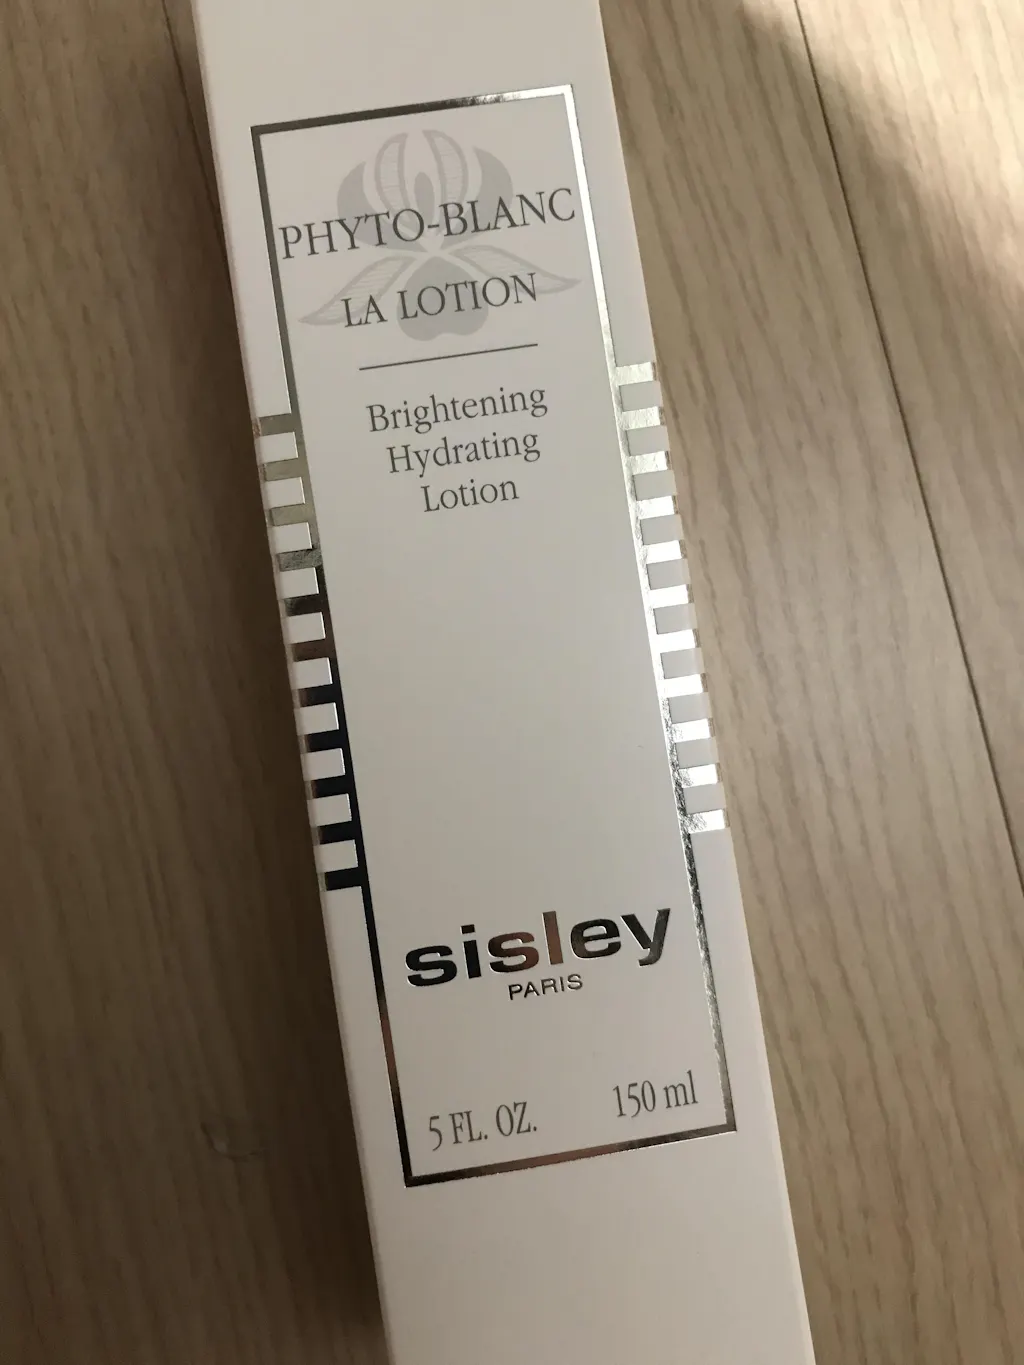 PHYTO-BLANC
LA LOTION
Brightening
Hydrating
Lotion
sisley
PARIS
5 FL. OZ. 150 ml